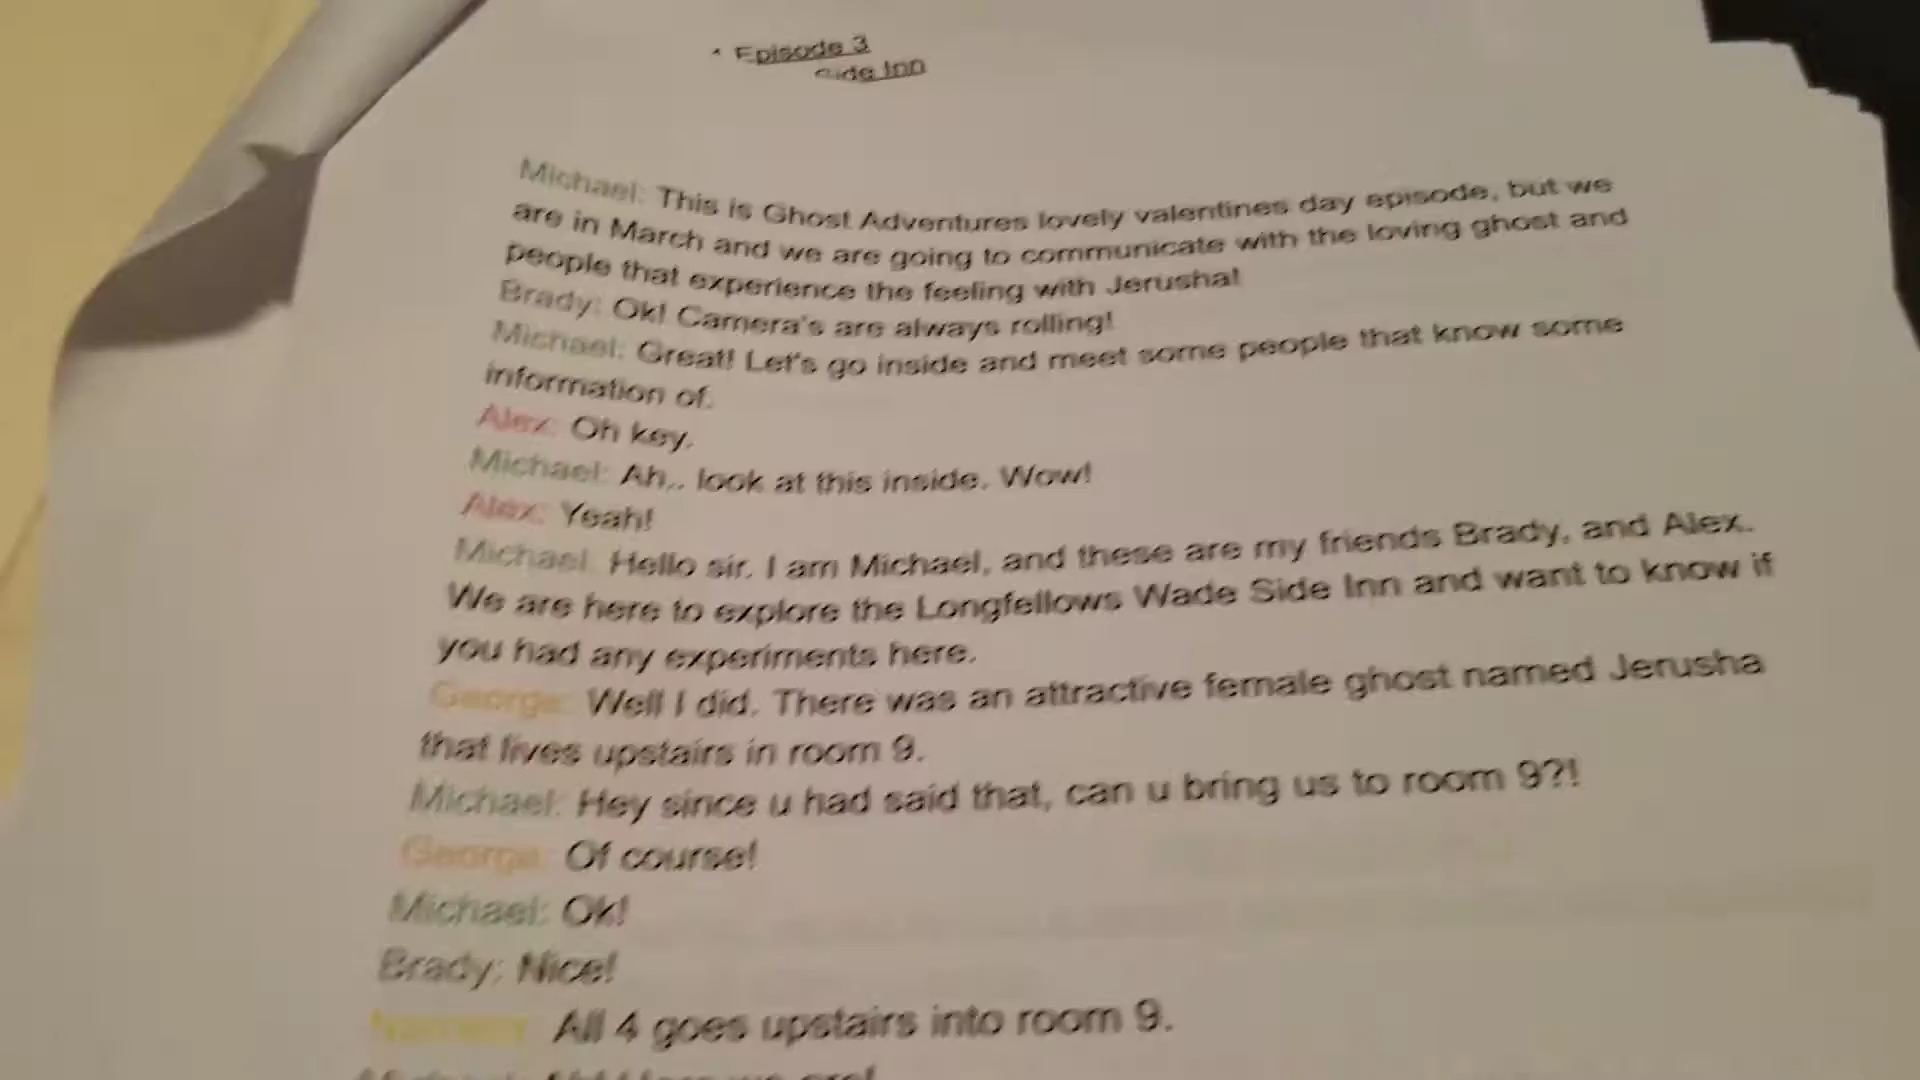 Episode 3
Side Inn
Michael: This is Ghost Adventures lovely valentines day episode, but we
are in March and we are going to communicate with the loving ghost and
people that experience the feeling with Jerusha!
Brady: Ok! Camera's are always rolling!
Michael: Great! Let's go inside and meet some people that know some
information of.
Alex: Oh key.
Michael: Ah.. look at this inside. Wow!
Alex: Yeah!
Michael: Hello sir. I am Michael, and these are my friends Brady, and Alex.
We are here to explore the Longfellows Wade Side Inn and want to know if
you had any experiments here.
George: Well I did. There was an attractive female ghost named Jerusha
that lives upstairs in room 9.
Michael: Hey since u had said that, can u bring us to room 9?!
George: Of course!
Michael: Ok!
Brady: Nice!
All 4 goes upstairs into room 9.